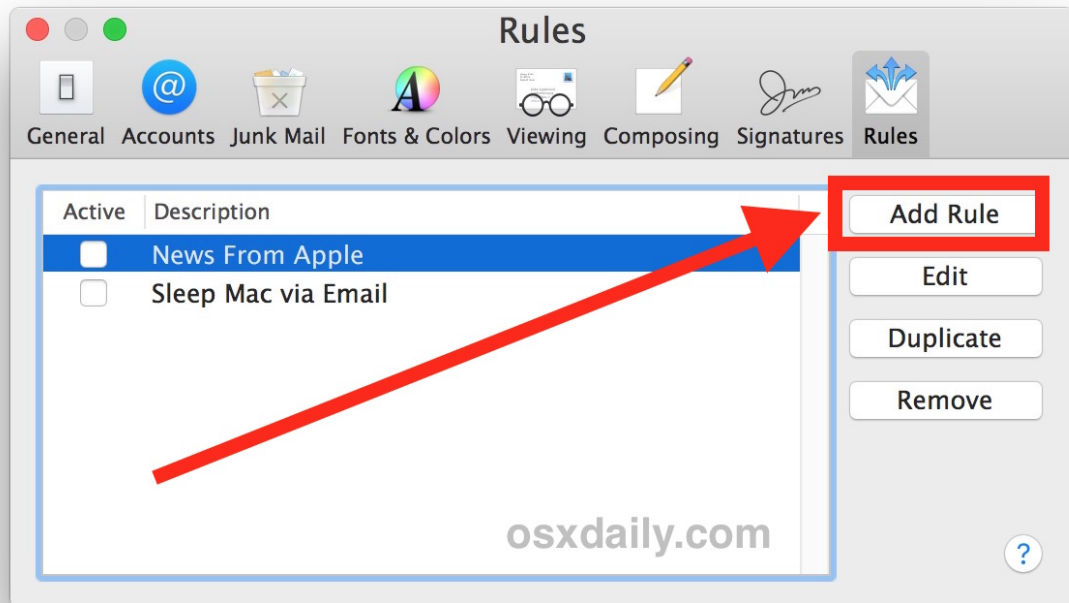 Rules
General Accounts Junk Mail Fonts & Colors Viewing Composing Signatures Rules
Active Description
Add Rule
News From Apple
Edit
Sleep Mac via Email
Duplicate
Remove
osxdaily.com
?